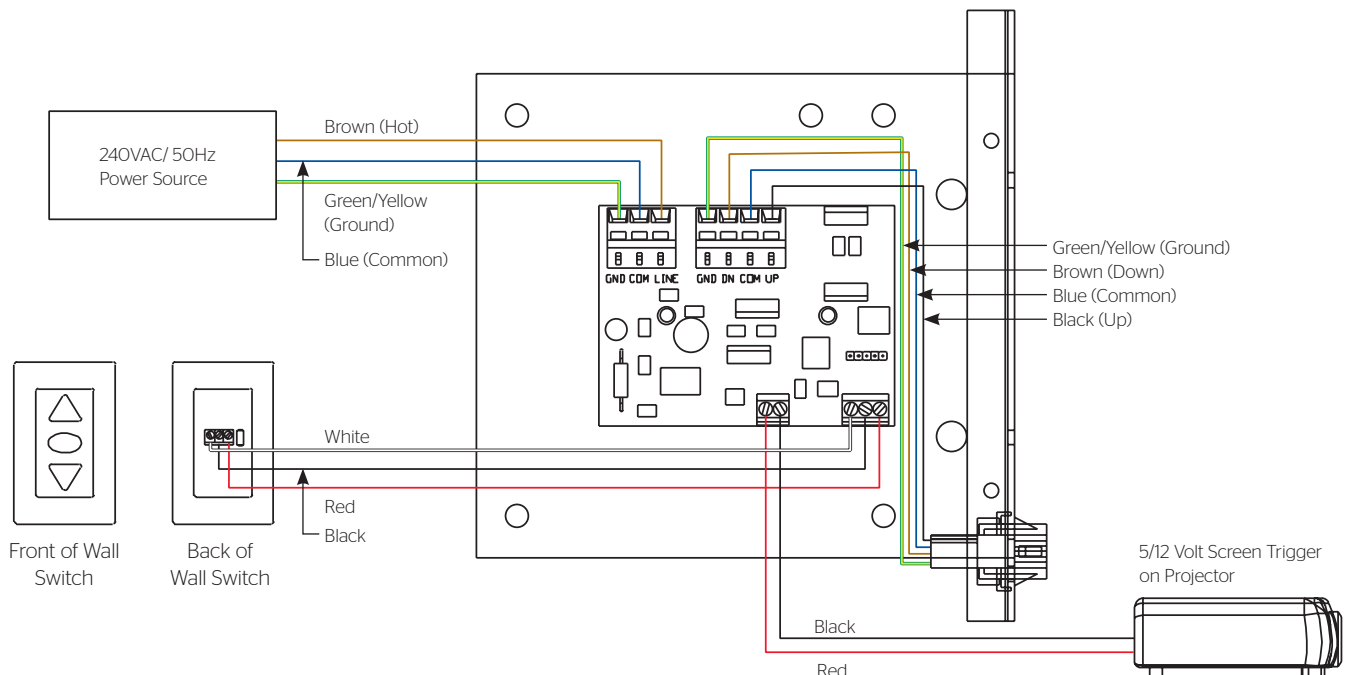 Brown (Hot)
240VAC/ 50Hz
Power Source
Green/Yellow
(Ground)
Blue (Common)
GND COM LINE
GND DN COM UP
Green/Yellow (Ground)
Brown (Down)
Blue (Common)
Black (Up)
White
Red
Black
Front of Wall
Switch
Back of
Wall Switch
5/12 Volt Screen Trigger
on Projector
Black
Red